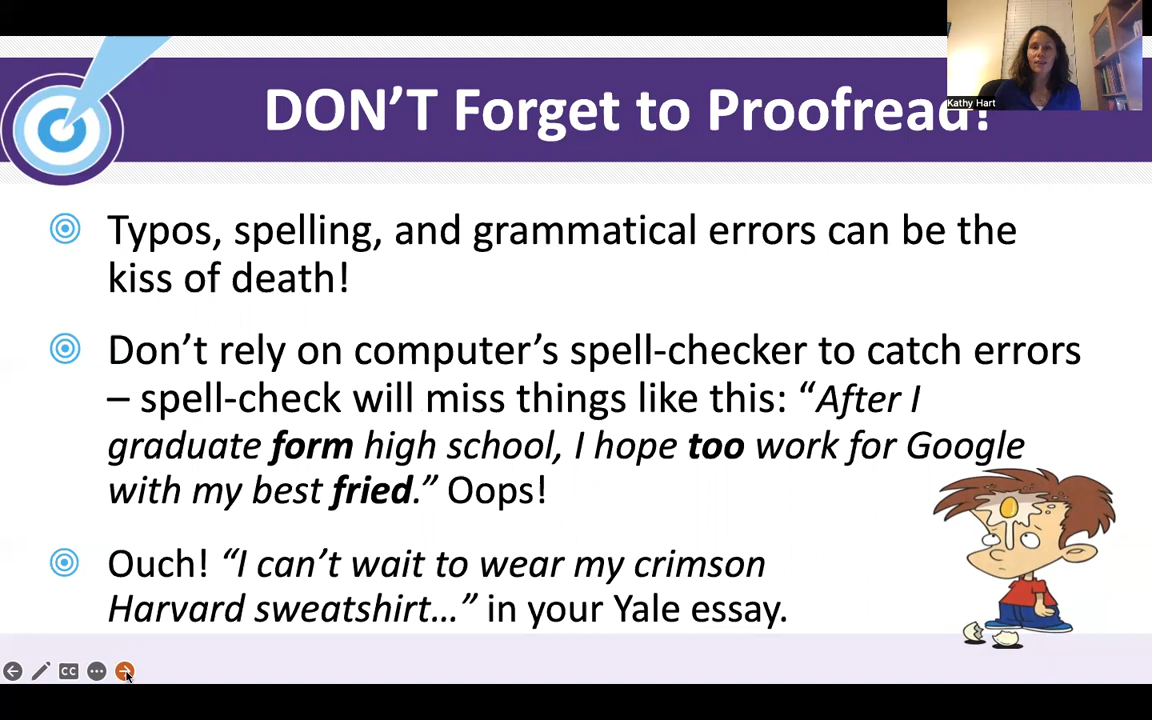 DON’T Forget to Proofread!
Kathy Hart
Typos, spelling, and grammatical errors can be the
kiss of death!
Don’t rely on computer’s spell-checker to catch errors
– spell-check will miss things like this: “After I
graduate form high school, I hope too work for Google
with my best fried.” Oops!
Ouch! “I can’t wait to wear my crimson
Harvard sweatshirt...” in your Yale essay.
CC